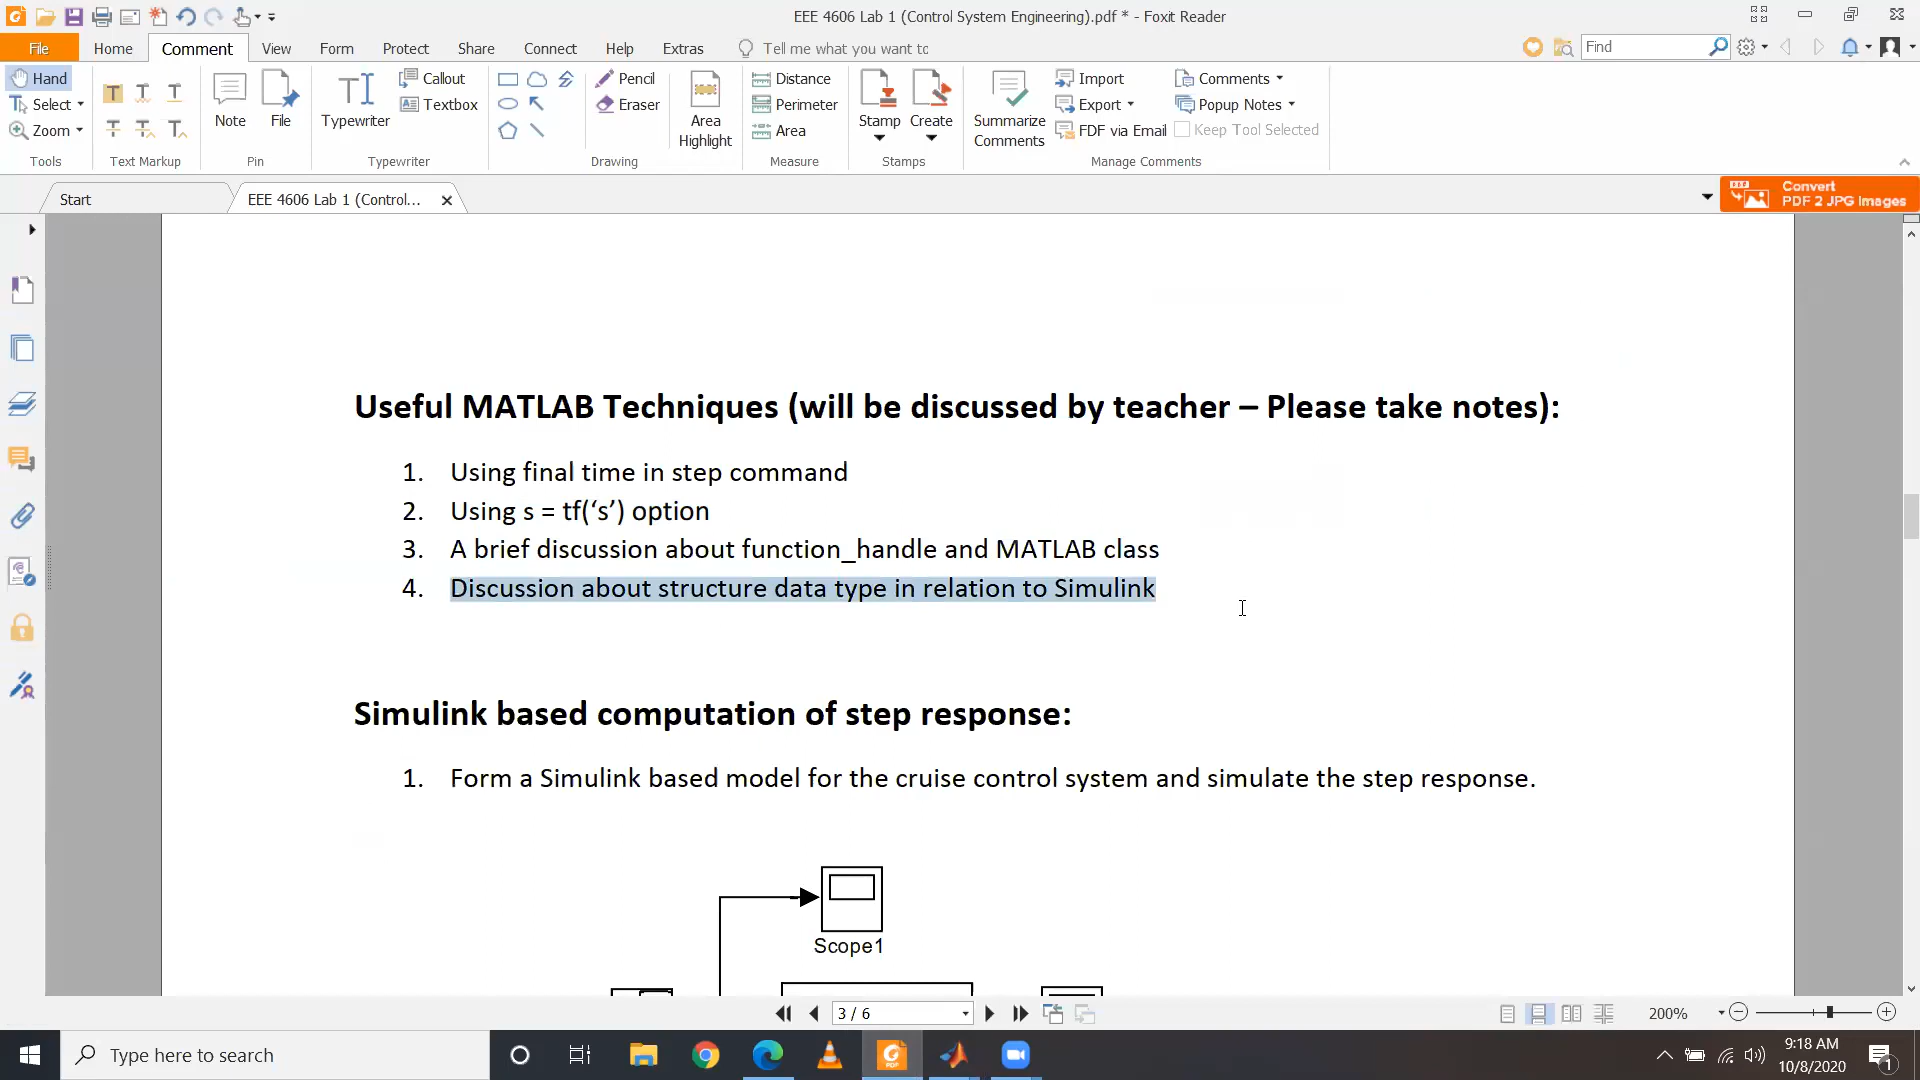 EEE 4606 Lab 1 (Control System Engineering).pdf * - Foxit Reader
File Home Comment View Form Protect Share Connect Help Extras Tell me what you want to Find
Hand
Select
Zoom
Tools
Text Markup
Note
File
Pin
Typewriter
Callout
Textbox
Typewriter
Pencil
Eraser
Area
Highlight
Drawing
Distance
Perimeter
Area
Measure
Stamp
Create
Stamps
Summarize
Comments
Import
Export
FDF via Email
Comments
Popup Notes
Keep Tool Selected
Manage Comments
Start
EEE 4606 Lab 1 (Control...
Convert
PDF 2 JPG Images
Useful MATLAB Techniques (will be discussed by teacher – Please take notes):
1. Using final time in step command
2. Using s = tf(‘s’) option
3. A brief discussion about function_handle and MATLAB class
4. Discussion about structure data type in relation to Simulink
Simulink based computation of step response:
1. Form a Simulink based model for the cruise control system and simulate the step response.
Scope1
3 / 6
200%
Type here to search
9:18 AM
10/8/2020
1